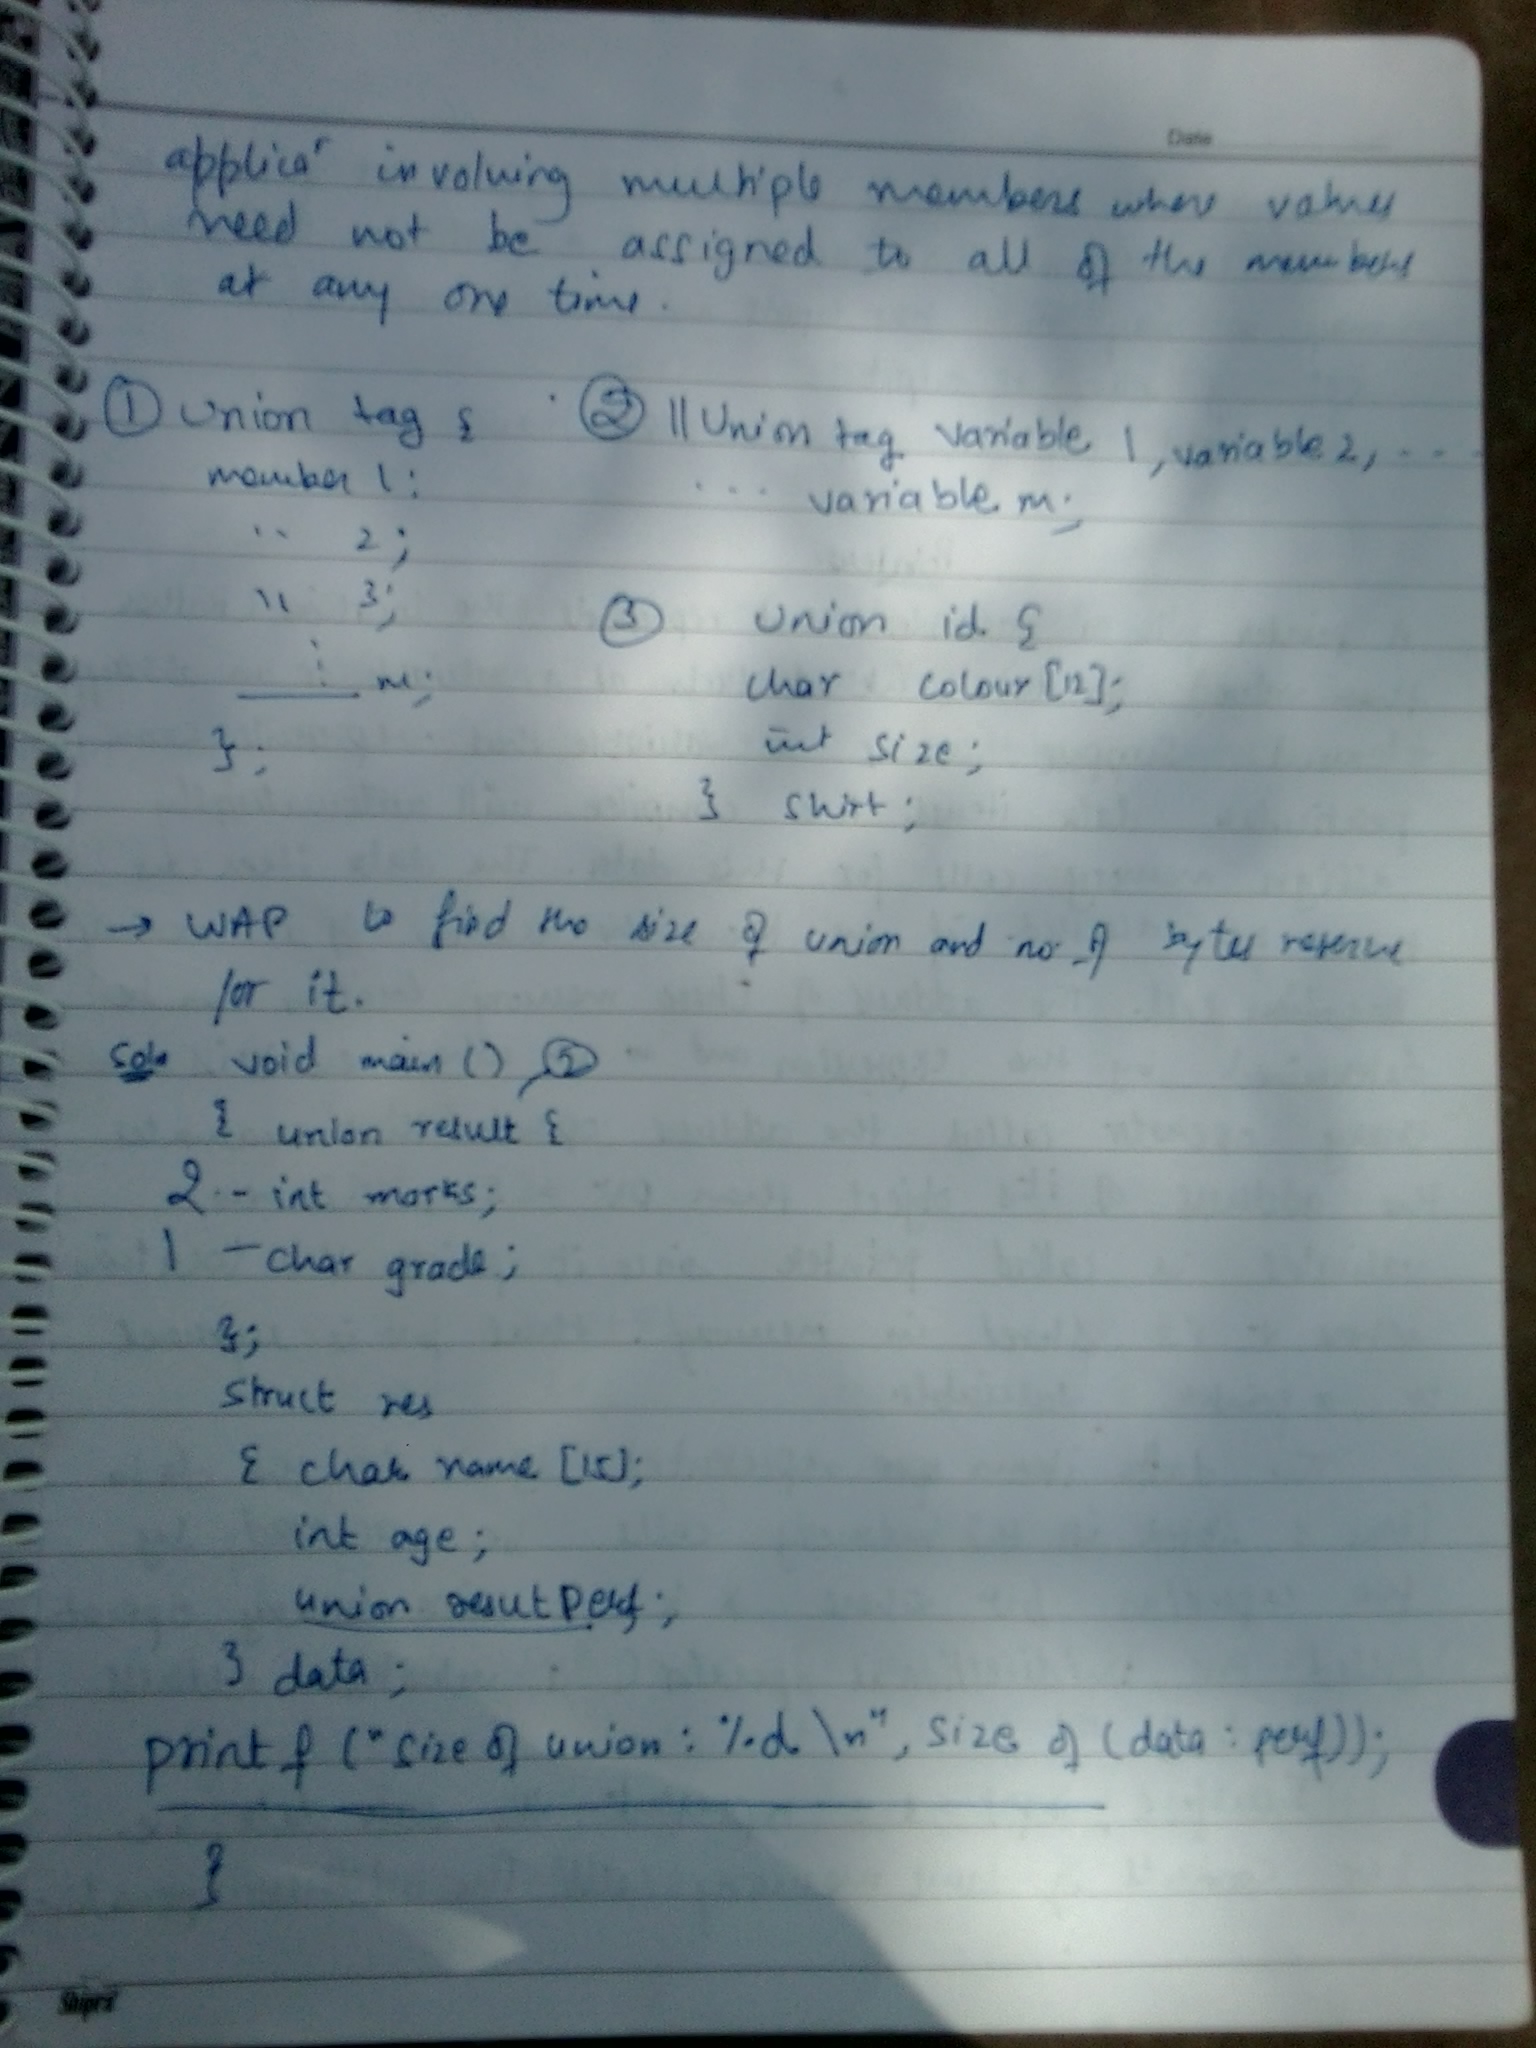 Date
applicaⁿ involving multiple members where values
need not be assigned to all of the members
at any one time.
① Union tag {
member 1;
" 2;
" 3;
⋮
___ m;
};
② || Union tag variable 1, variable 2, ...
... variable m;
③ Union id {
char colour [12];
int size;
} shirt;
→ WAP to find the size of union and no. of bytes reserve
for it.
Soln void main () ②
{ union result {
2 - int marks;
1 - char grade;
};
struct res
{ char name [15];
int age;
union resut perf;
} data;
printf ("Size of union : %d \n", Size of (data : perf));
}
Shipra